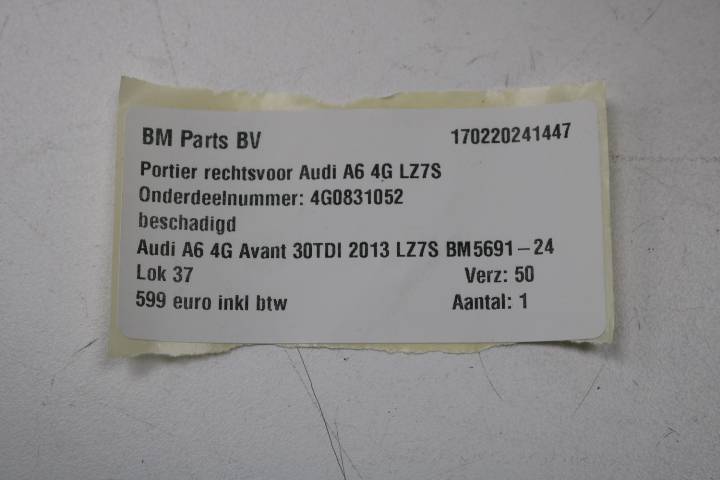 BM Parts BV 170220241447
Portier rechtsvoor Audi A6 4G LZ7S
Onderdeelnummer: 4G0831052
beschadigd
Audi A6 4G Avant 30TDI 2013 LZ7S BM5691-24
Lok 37 Verz: 50
599 euro inkl btw Aantal: 1